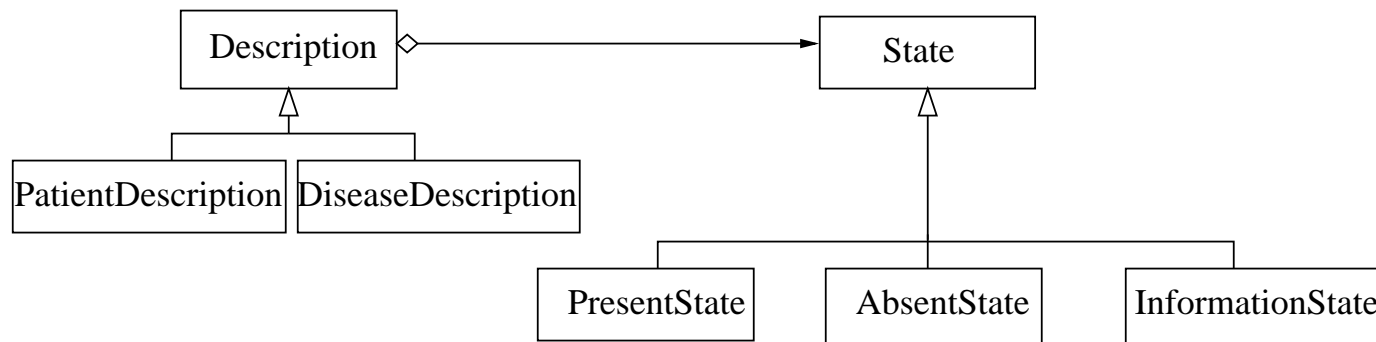 Description
State
PatientDescription
DiseaseDescription
PresentState
AbsentState
InformationState